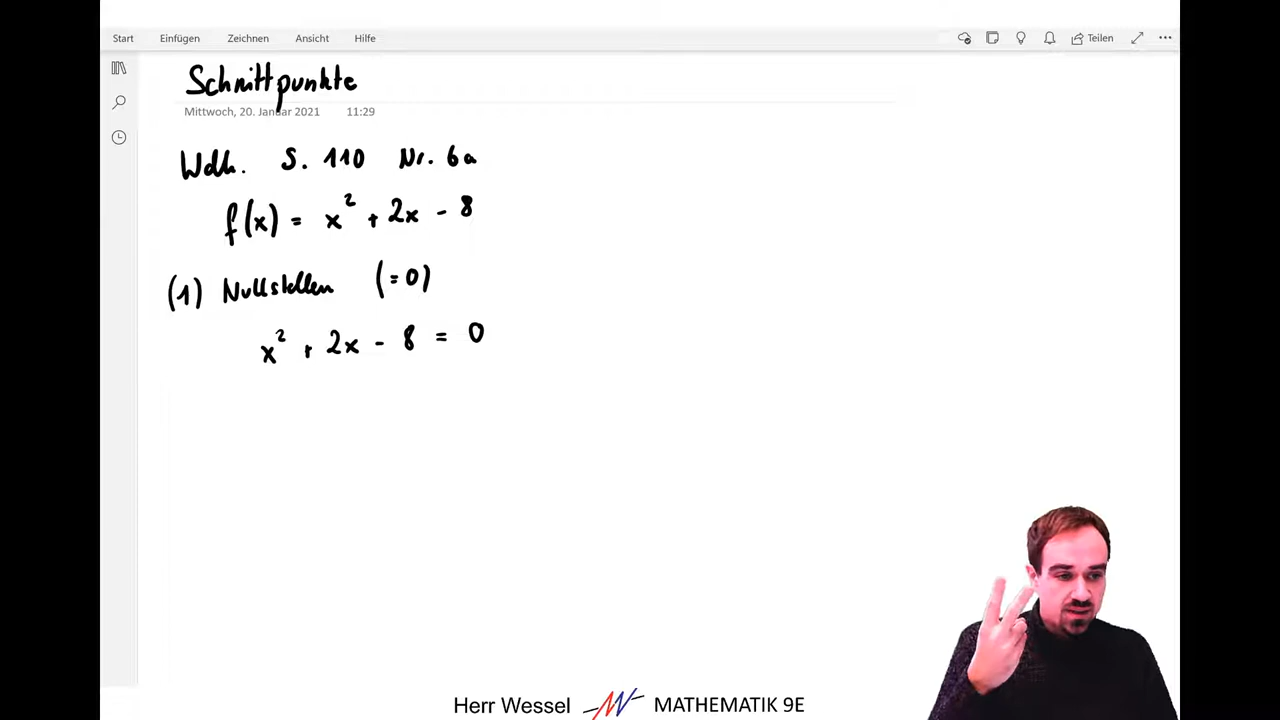 Start Einfügen Zeichnen Ansicht Hilfe Teilen
Schnittpunkte
Mittwoch, 20. Januar 2021 11:29
Wdh. S. 110 Nr. 6a
f(x) = x² + 2x - 8
(1) Nullstellen (=0)
x² + 2x - 8 = 0
Herr Wessel MATHEMATIK 9E